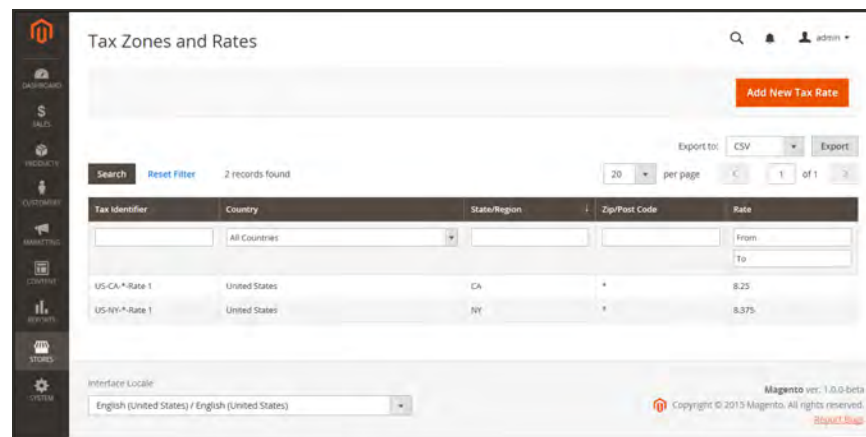 Tax Zones and Rates
admin
DASHBOARD
Add New Tax Rate
SALES
Export to: CSV Export
PRODUCTS
Search Reset Filter 2 records found 20 per page 1 of 1
CUSTOMERS
Tax Identifier Country State/Region ↓ Zip/Post Code Rate
MARKETING
All Countries From
To
CONTENT
US-CA-*-Rate 1 United States CA * 8.25
REPORTS
US-NY-*-Rate 1 United States NY * 8.375
STORES
SYSTEM
Interface Locale
English (United States) / English (United States)
Magento ver. 1.0.0-beta
Copyright © 2015 Magento. All rights reserved.
Report Bugs